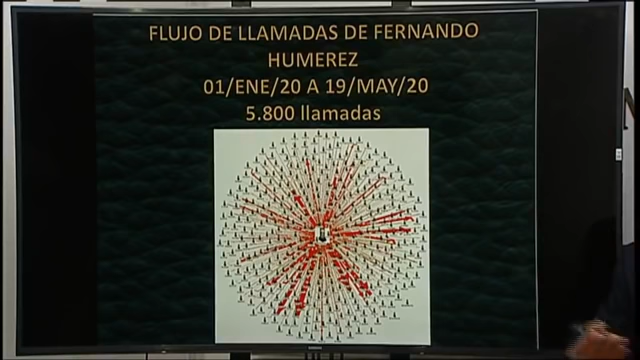 FLUJO DE LLAMADAS DE FERNANDO
HUMEREZ
01/ENE/20 A 19/MAY/20
5.800 llamadas